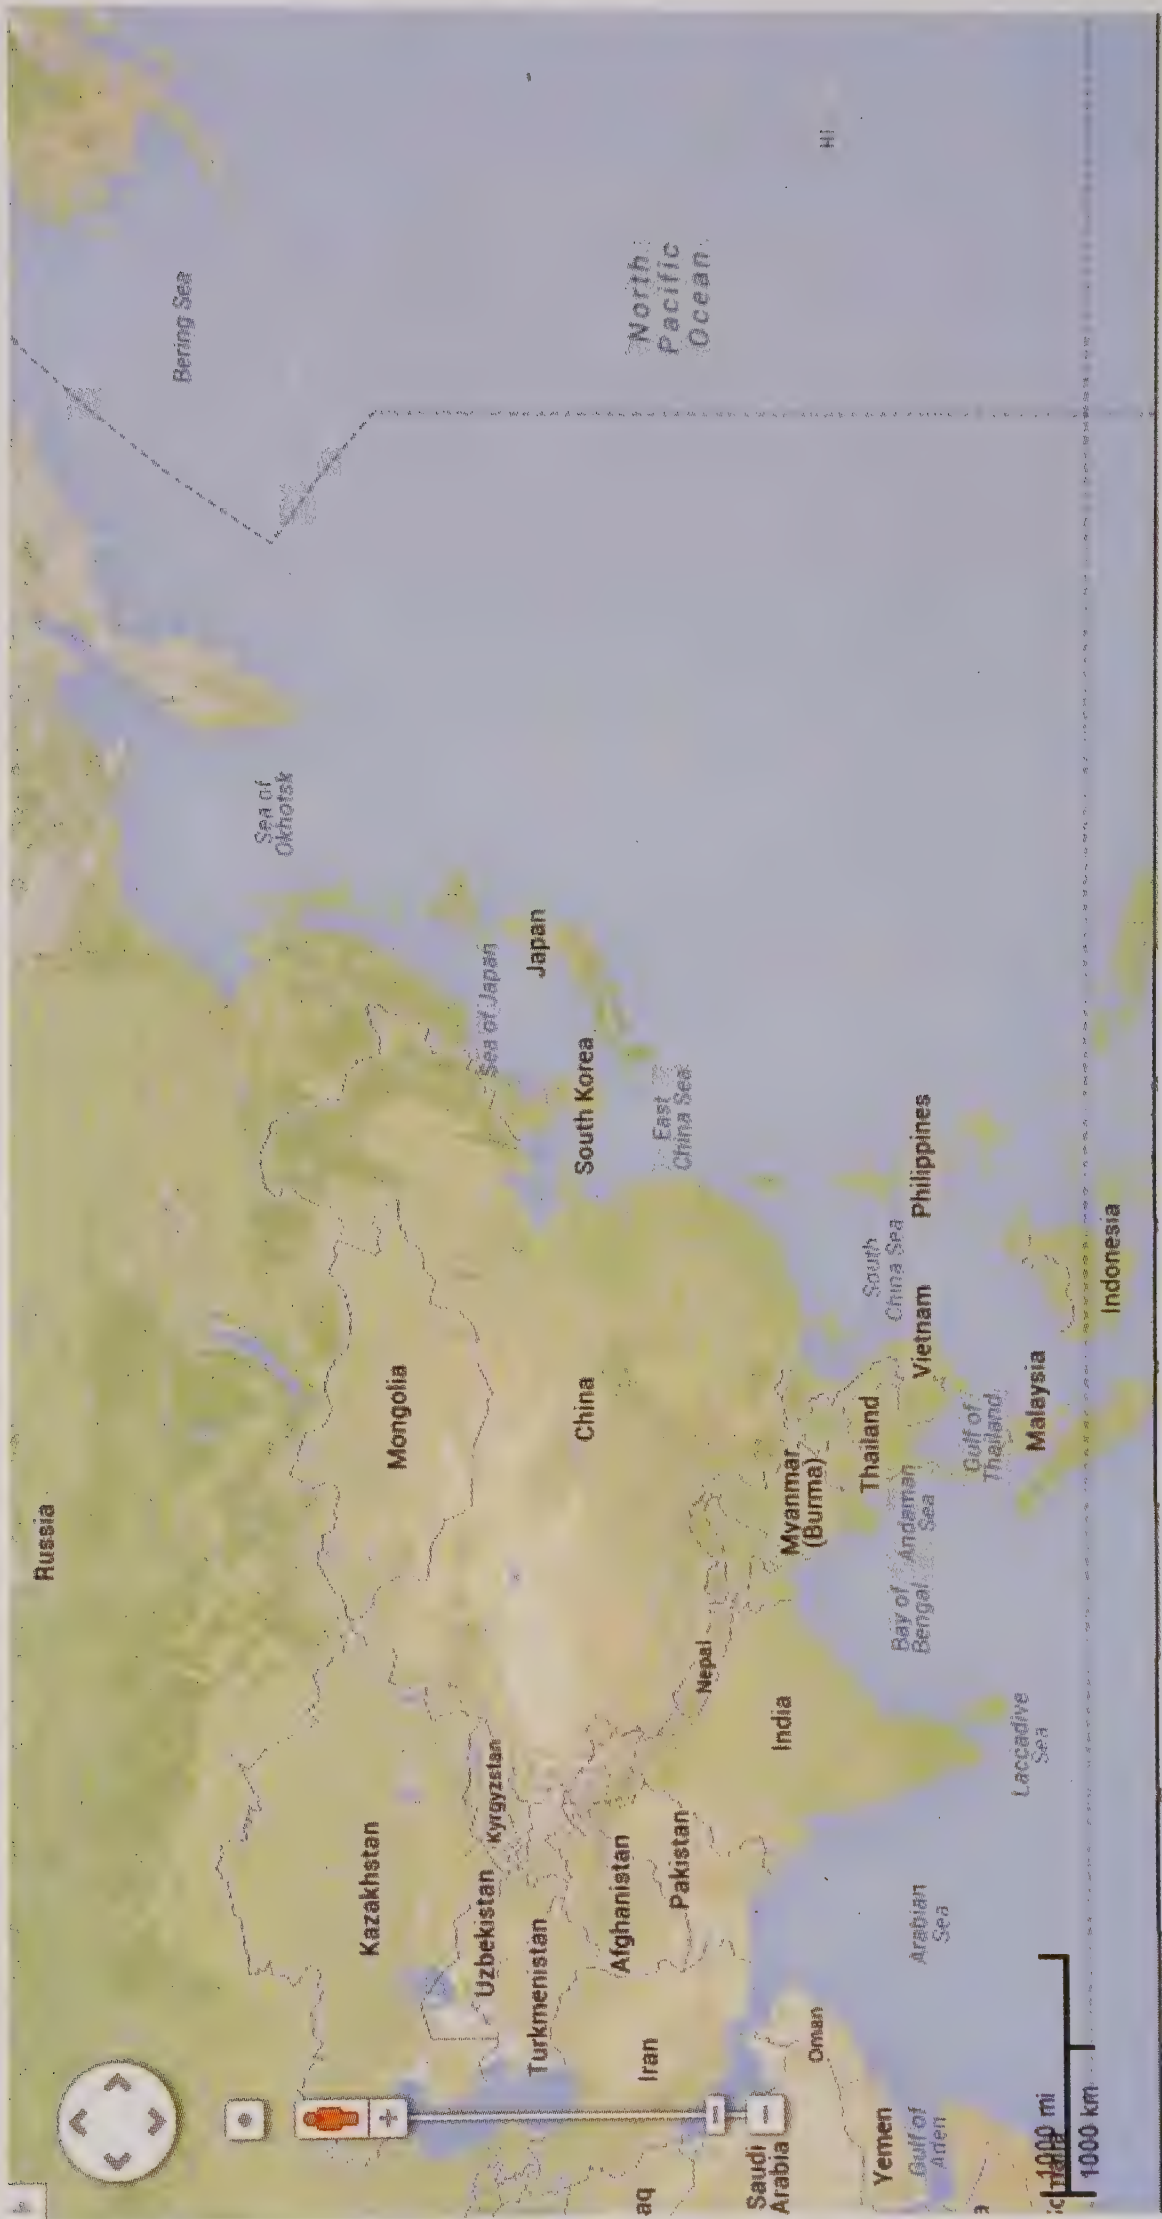 Russia
Bering Sea
Sea of
Okhotsk
Kazakhstan
Mongolia
Uzbekistan
Kyrgyzstan
Sea of Japan
Turkmenistan
Japan
China
South Korea
Afghanistan
Iran
aq
Pakistan
East
China Sea
North
Pacific
Ocean
Nepal
India
Saudi
Arabia
Oman
Myanmar
(Burma)
Thailand
HI
South
China Sea
Vietnam
Philippines
Yemen
Gulf of
Aden
Arabian
Sea
Bay of
Bengal
Andaman
Sea
Gulf of
Thailand
Laccadive
Sea
Malaysia
Indonesia
1000 mi
1000 km